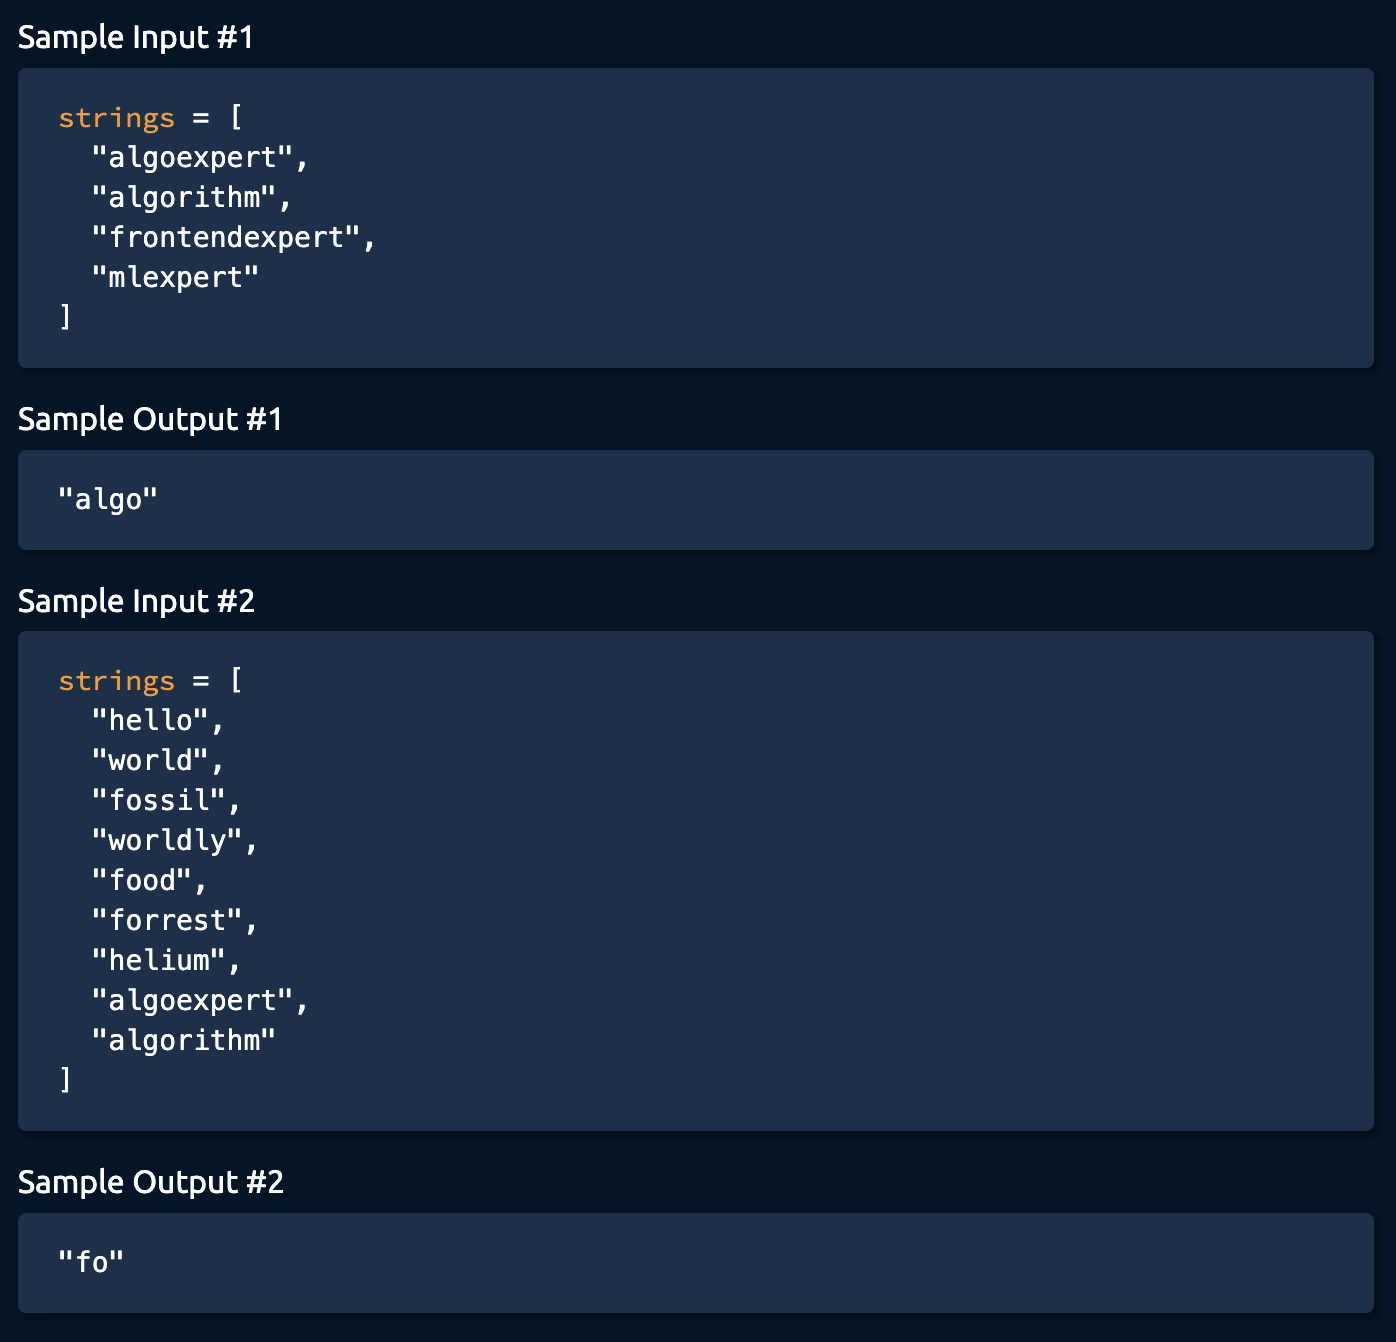 Sample Input #1
strings = [
  "algoexpert",
  "algorithm",
  "frontendexpert",
  "mlexpert"
]
Sample Output #1
"algo"
Sample Input #2
strings = [
  "hello",
  "world",
  "fossil",
  "worldly",
  "food",
  "forrest",
  "helium",
  "algoexpert",
  "algorithm"
]
Sample Output #2
"fo"